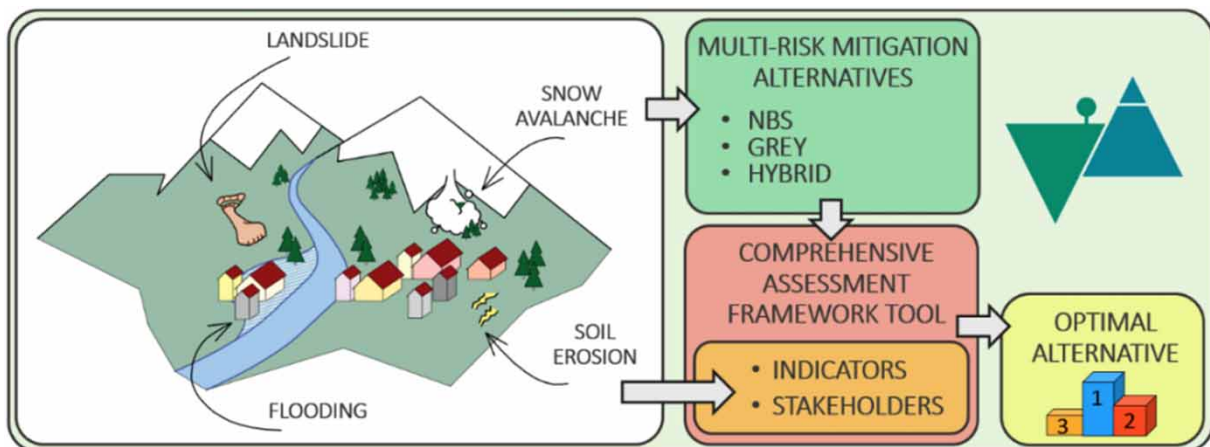 LANDSLIDE
SNOW
AVALANCHE
SOIL
EROSION
FLOODING
MULTI-RISK MITIGATION
ALTERNATIVES
• NBS
• GREY
• HYBRID
COMPREHENSIVE
ASSESSMENT
FRAMEWORK TOOL
• INDICATORS
• STAKEHOLDERS
OPTIMAL
ALTERNATIVE
1
2
3